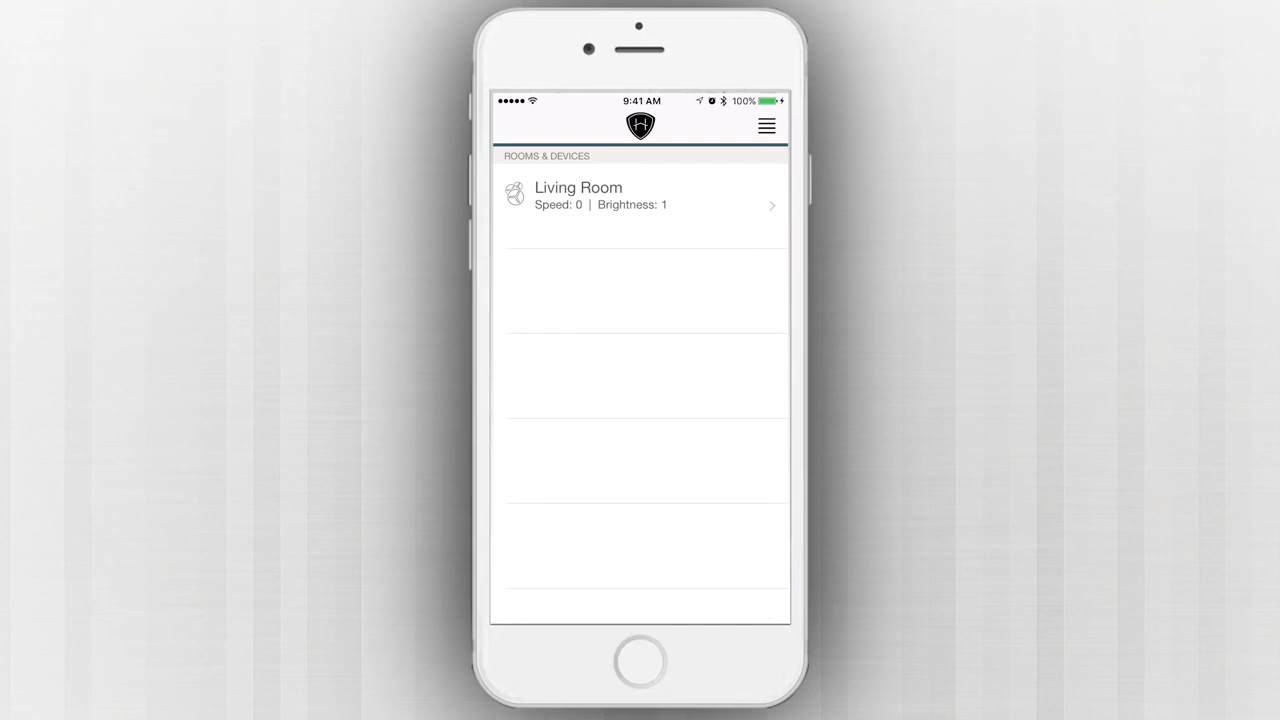 9:41 AM 100%
H
ROOMS & DEVICES
Living Room
Speed: 0 | Brightness: 1